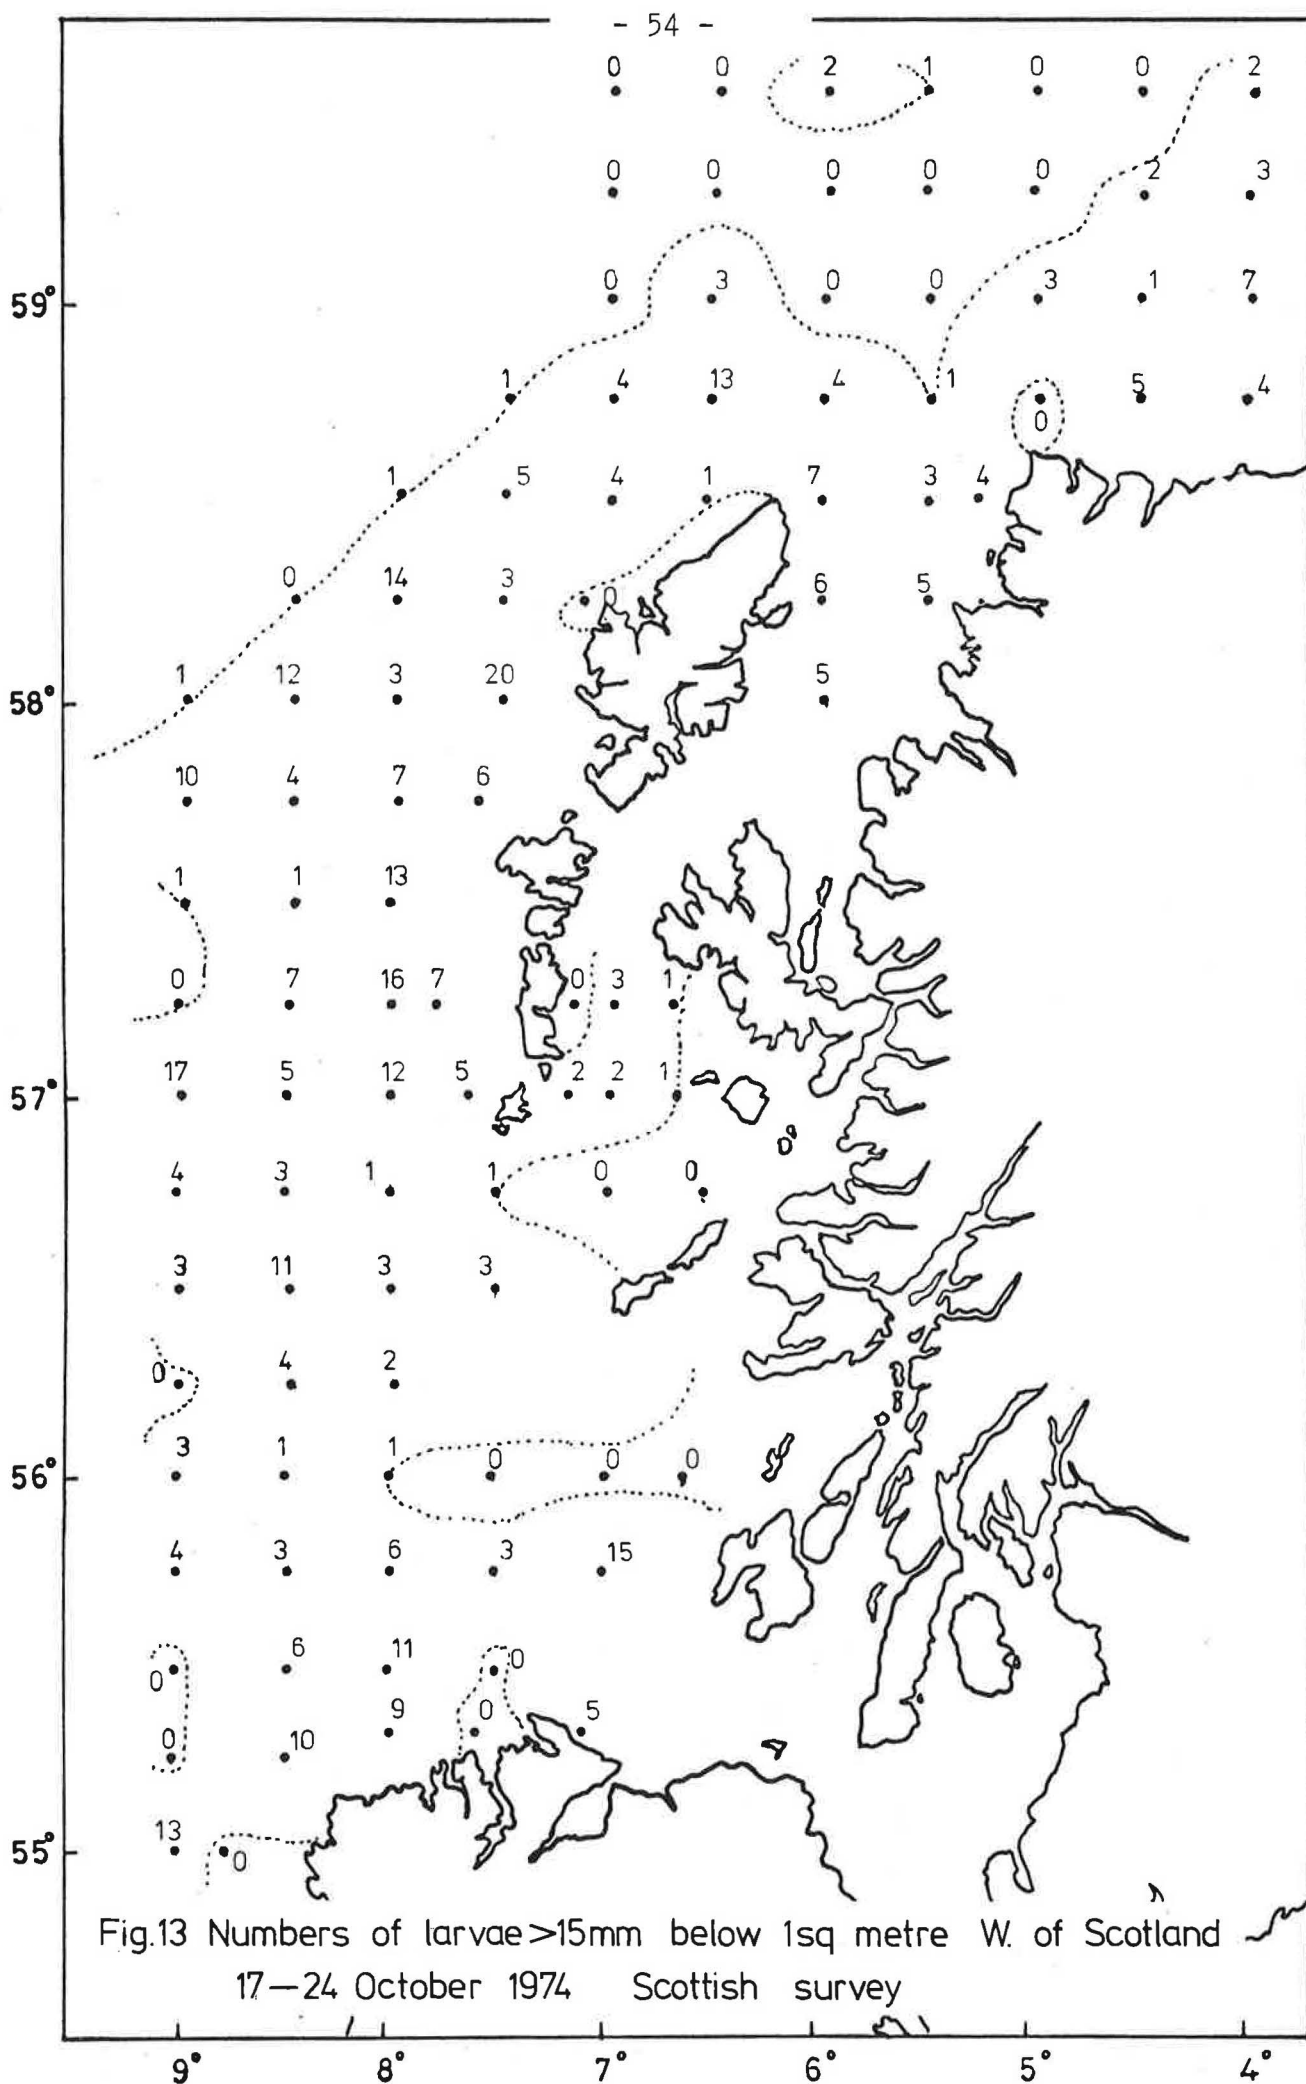 - 54 -
0 0 2 1 0 0 2
0 0 0 0 0 2 3
59° 0 3 0 0 3 1 7
1 4 13 4 1 0 5 4
1 5 4 1 7 3 4
0 14 3 0 6 5
58° 1 12 3 20 5
10 4 7 6
1 1 13
0 7 16 7 0 3 1
57° 17 5 12 5 2 2 1
4 3 1 1 0 0
3 11 3 3
0 4 2
56° 3 1 1 0 0 0
4 3 6 3 15
0 6 11 0
9 0 5
0 10
55° 13 0
Fig.13 Numbers of larvae >15mm below 1sq metre W. of Scotland
17-24 October 1974 Scottish survey
9° 8° 7° 6° 5° 4°